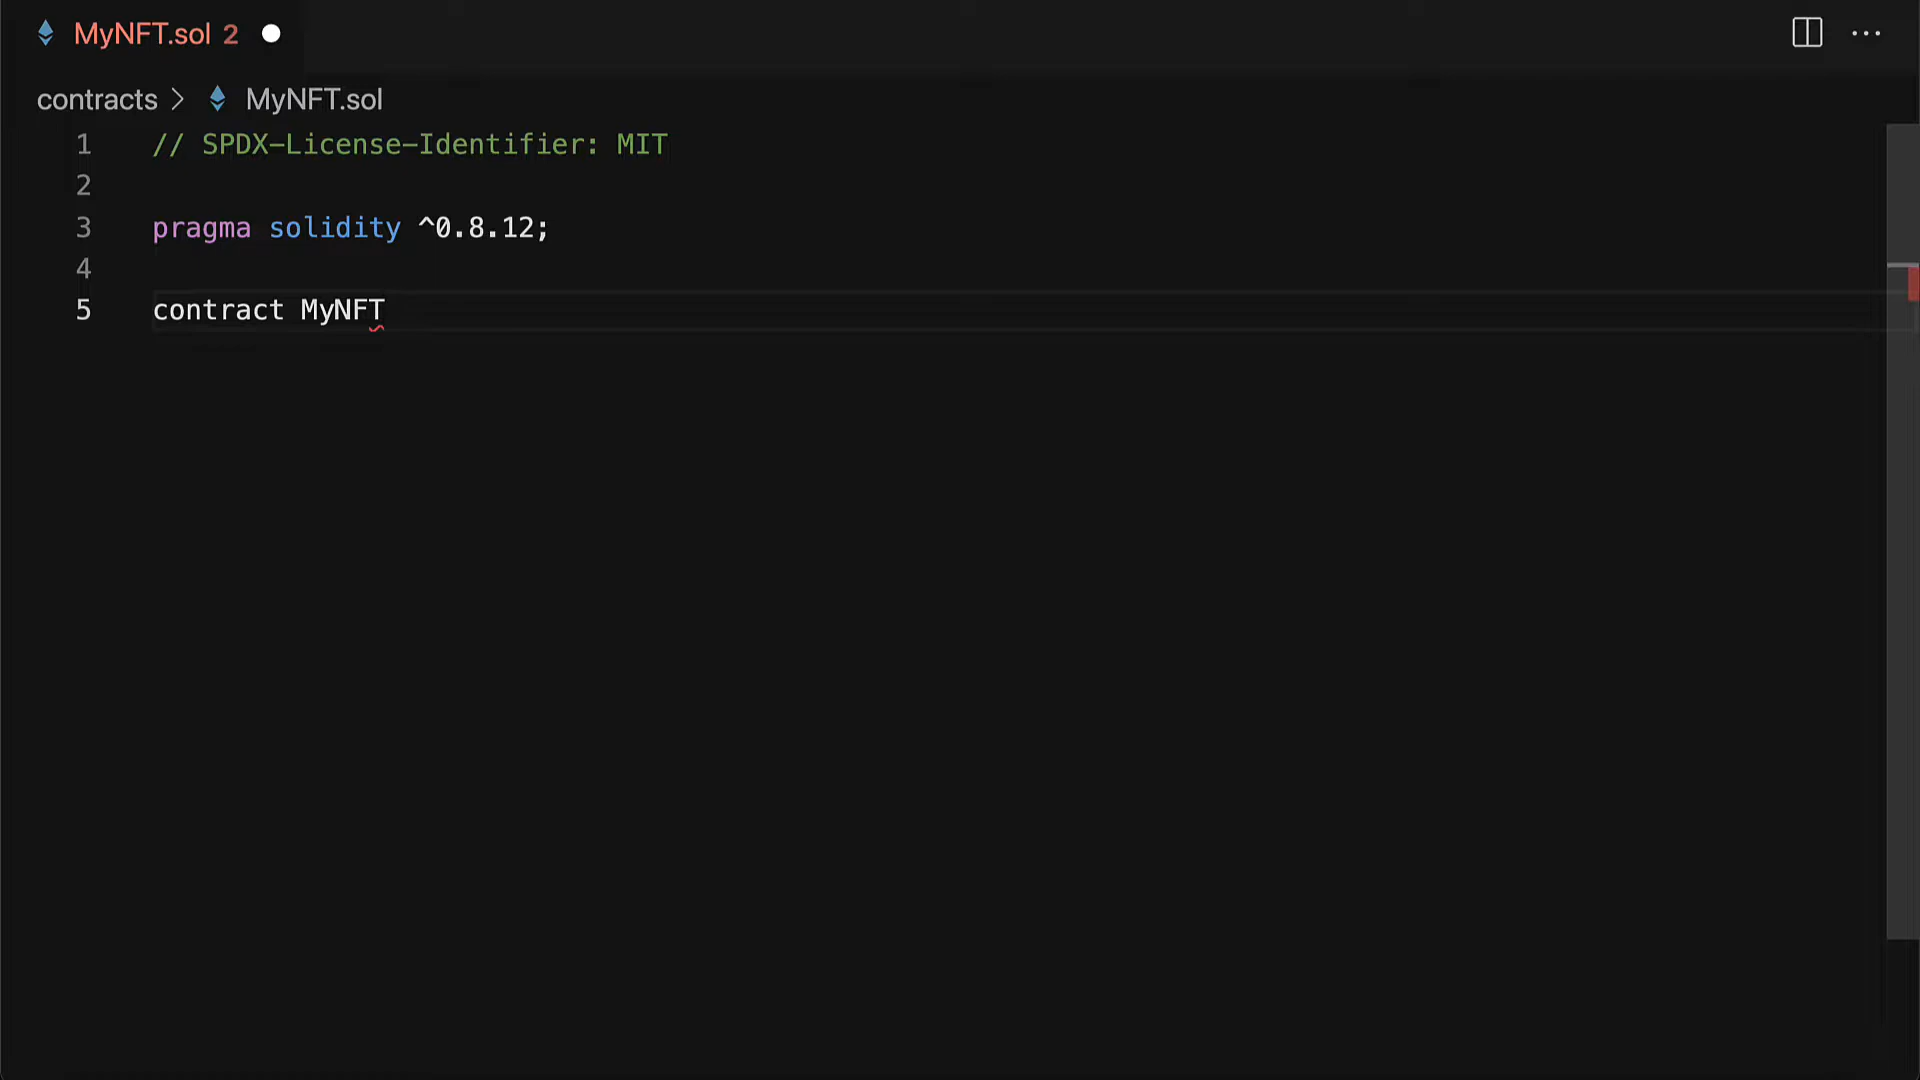 MyNFT.sol 2
contracts > MyNFT.sol
1 // SPDX-License-Identifier: MIT
2
3 pragma solidity ^0.8.12;
4
5 contract MyNFT